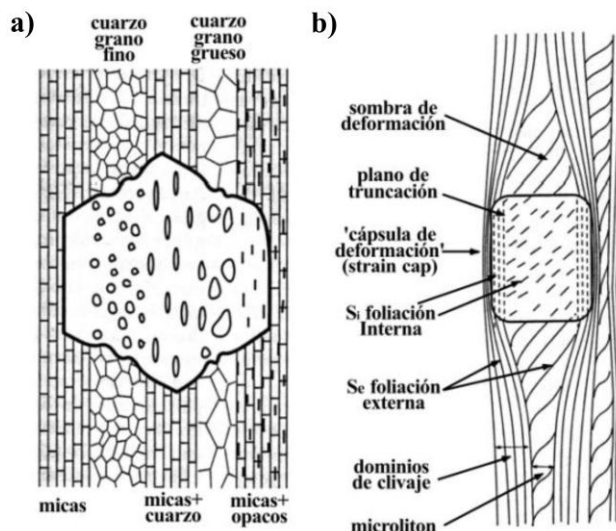 a)
cuarzo
grano
fino
cuarzo
grano
grueso
micas
micas+
cuarzo
micas+
opacos
b)
sombra de
deformación
plano de
truncación
'cápsula de
deformación'
(strain cap)
Si foliación
Interna
Se foliación
externa
dominios
de clivaje
microliton